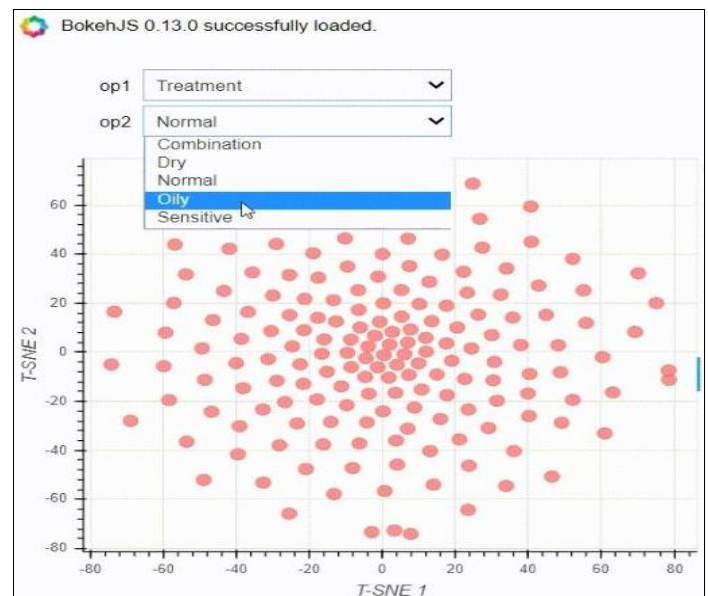 BokehJS 0.13.0 successfully loaded.
op1 Treatment
op2 Normal
Combination
Dry
Normal
Oily
Sensitive
60
40
20
0
-20
-40
-60
-80
T-SNE 2
-80 -60 -40 -20 0 20 40 60 80
T-SNE 1